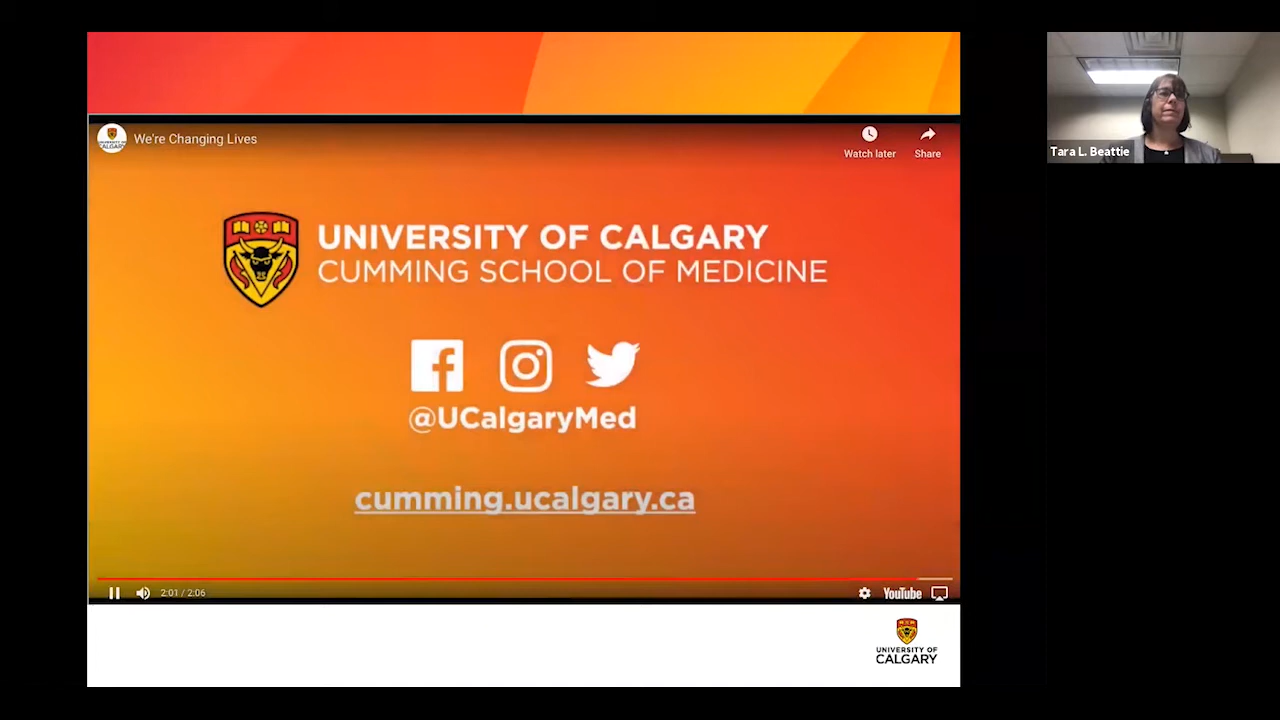 We're Changing Lives
Watch later
Share
UNIVERSITY OF CALGARY
CUMMING SCHOOL OF MEDICINE
@UCalgaryMed
cumming.ucalgary.ca
2:01 / 2:06
YouTube
UNIVERSITY OF
CALGARY
Tara L. Beattie